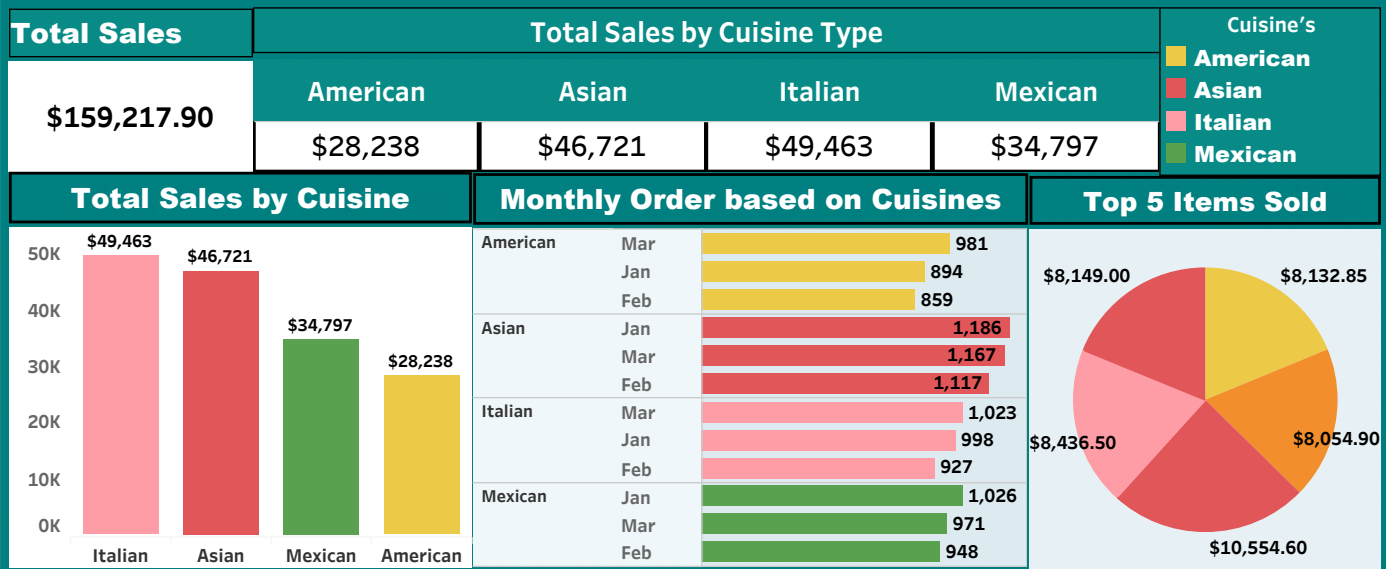 Total Sales
$159,217.90
Total Sales by Cuisine Type
American Asian Italian Mexican
$28,238 $46,721 $49,463 $34,797
Cuisine's
American
Asian
Italian
Mexican
Total Sales by Cuisine
50K
40K
30K
20K
10K
0K
$49,463
$46,721
$34,797
$28,238
Italian Asian Mexican American
Monthly Order based on Cuisines
American Mar 981
Jan 894
Feb 859
Asian Jan 1,186
Mar 1,167
Feb 1,117
Italian Mar 1,023
Jan 998
Feb 927
Mexican Jan 1,026
Mar 971
Feb 948
Top 5 Items Sold
$8,149.00 $8,132.85
$8,436.50 $8,054.90
$10,554.60